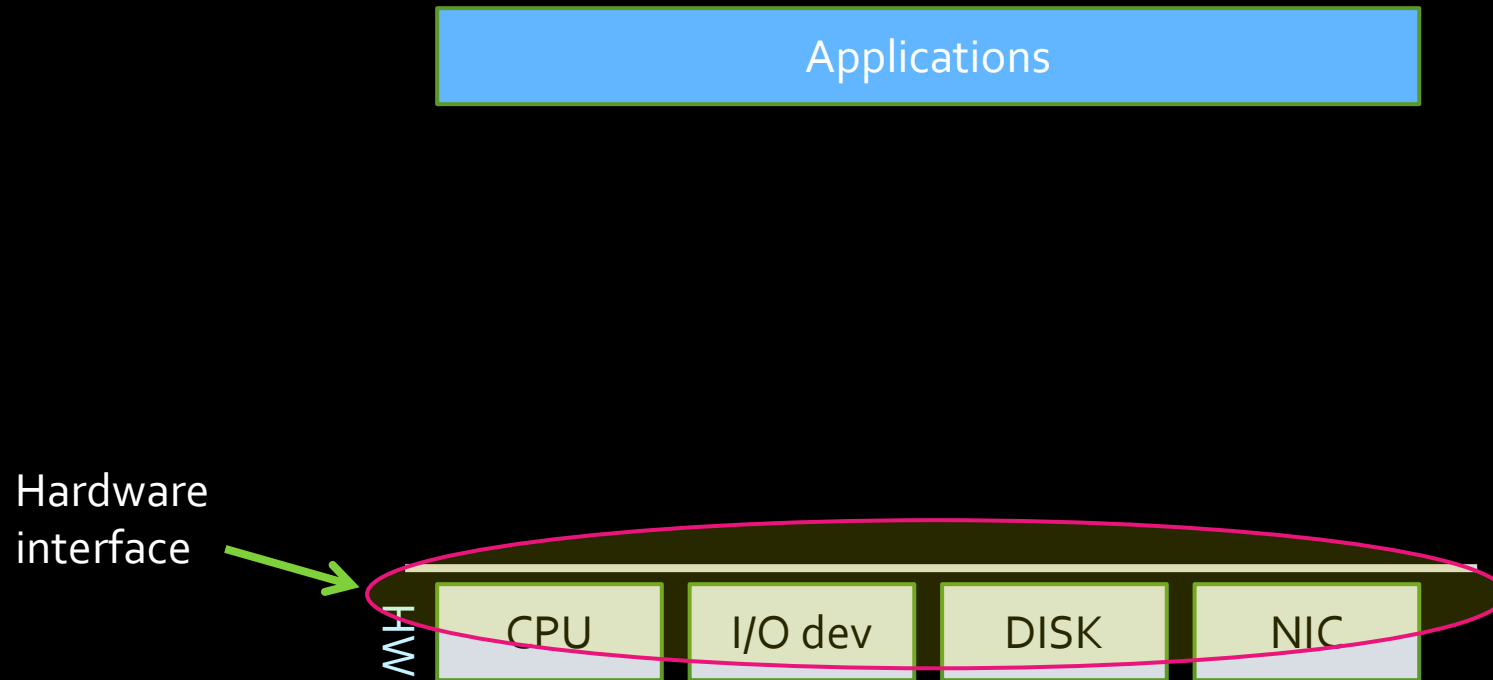 Applications
Hardware
interface
HW
CPU
I/O dev
DISK
NIC